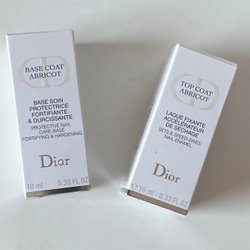 BASE COAT
ABRICOT
BASE SOIN
PROTECTRICE
FORTIFIANTE
& DURCISSANTE
PROTECTIVE NAIL
CARE BASE
FORTIFYING & HARDENING
Dior
10 ml - 0.33 FL.OZ
TOP COAT
ABRICOT
LAQUE FIXANTE
ACCÉLÉRATEUR
DE SÉCHAGE
SETS & SPEED-DRIES
NAIL ENAMEL
Dior
e 10 ml - 0.33 FL.OZ